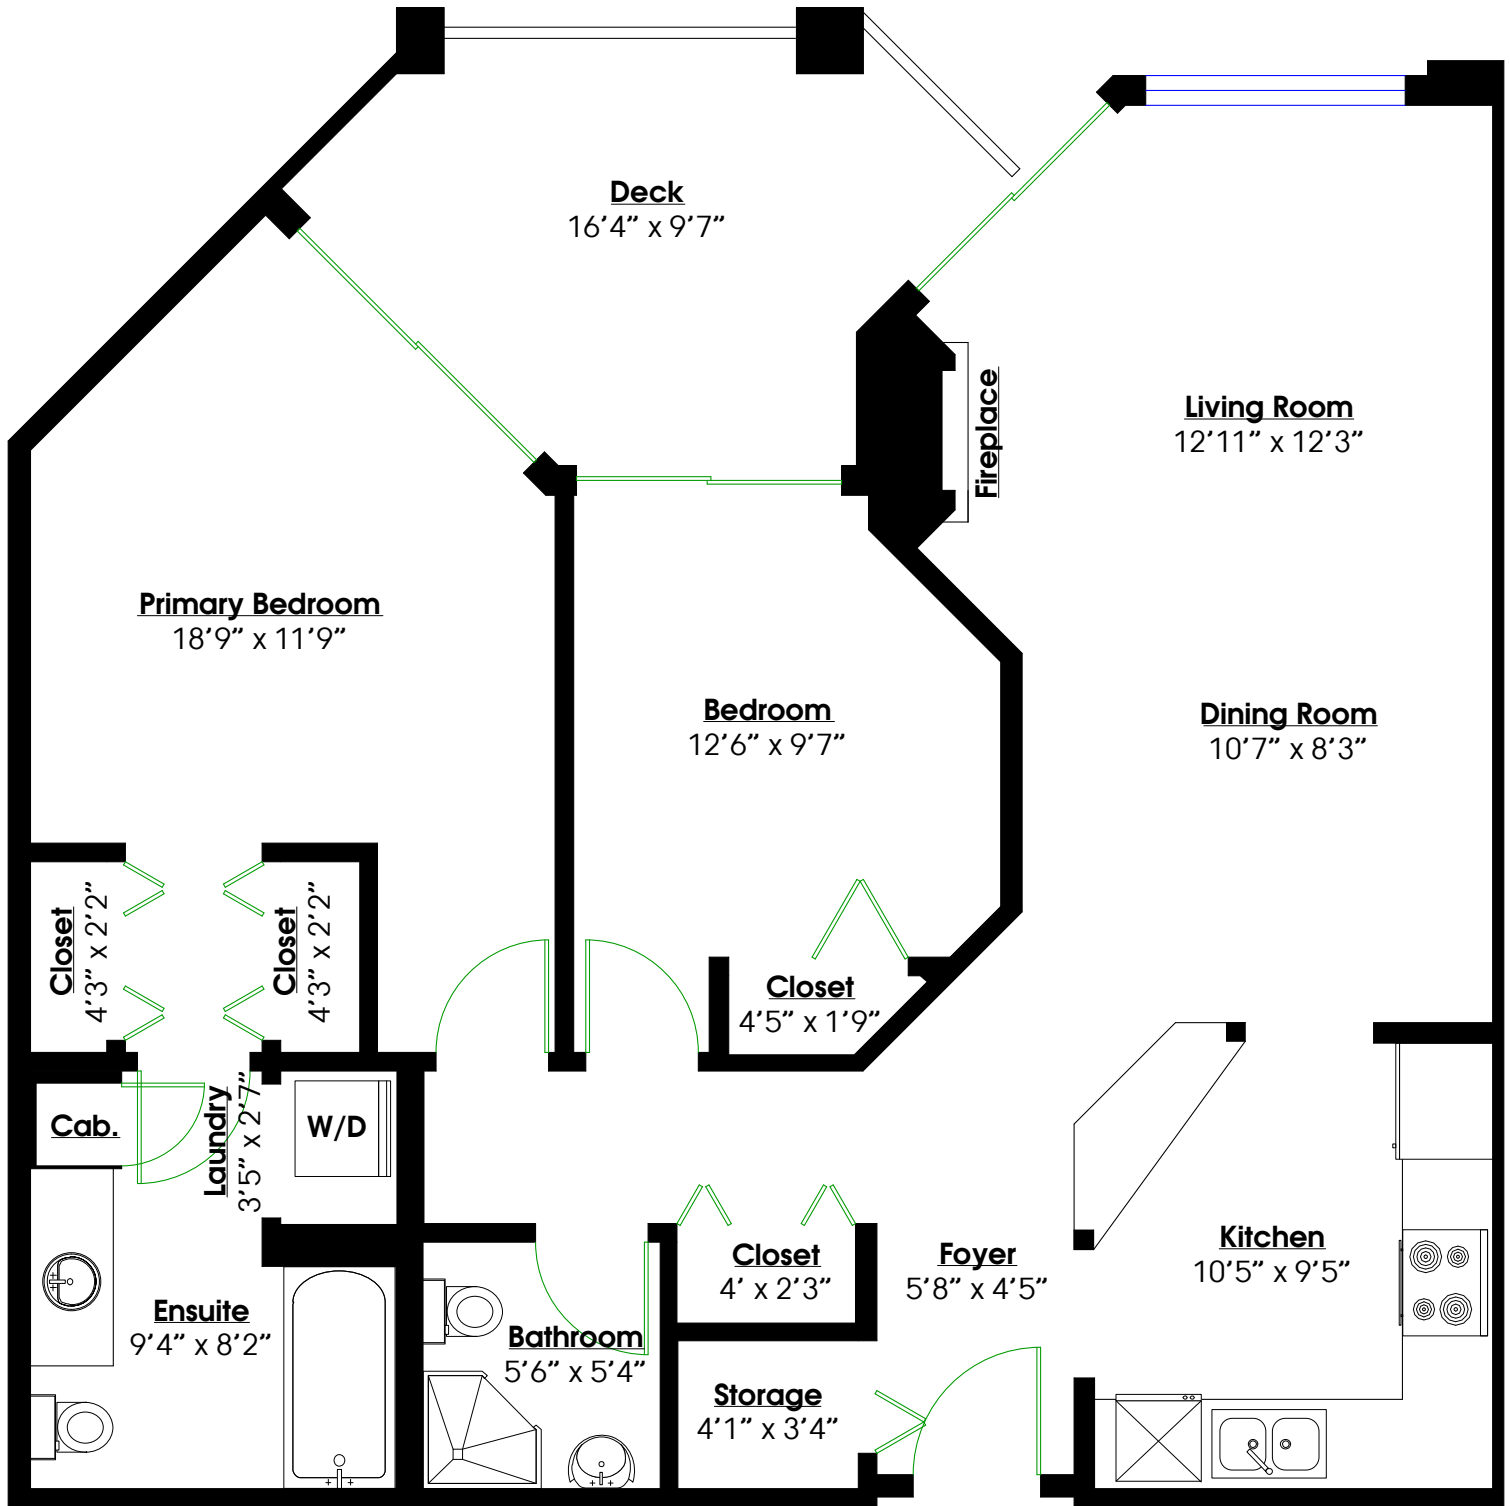 Deck
16'4" x 9'7"
Living Room
12'11" x 12'3"
Fireplace
Primary Bedroom
18'9" x 11'9"
Bedroom
12'6" x 9'7"
Dining Room
10'7" x 8'3"
Closet
4'3" x 2'2"
Closet
4'3" x 2'2"
Closet
4'5" x 1'9"
Cab.
Laundry
3'5" x 2'7"
W/D
Closet
4' x 2'3"
Foyer
5'8" x 4'5"
Kitchen
10'5" x 9'5"
Ensuite
9'4" x 8'2"
Bathroom
5'6" x 5'4"
Storage
4'1" x 3'4"